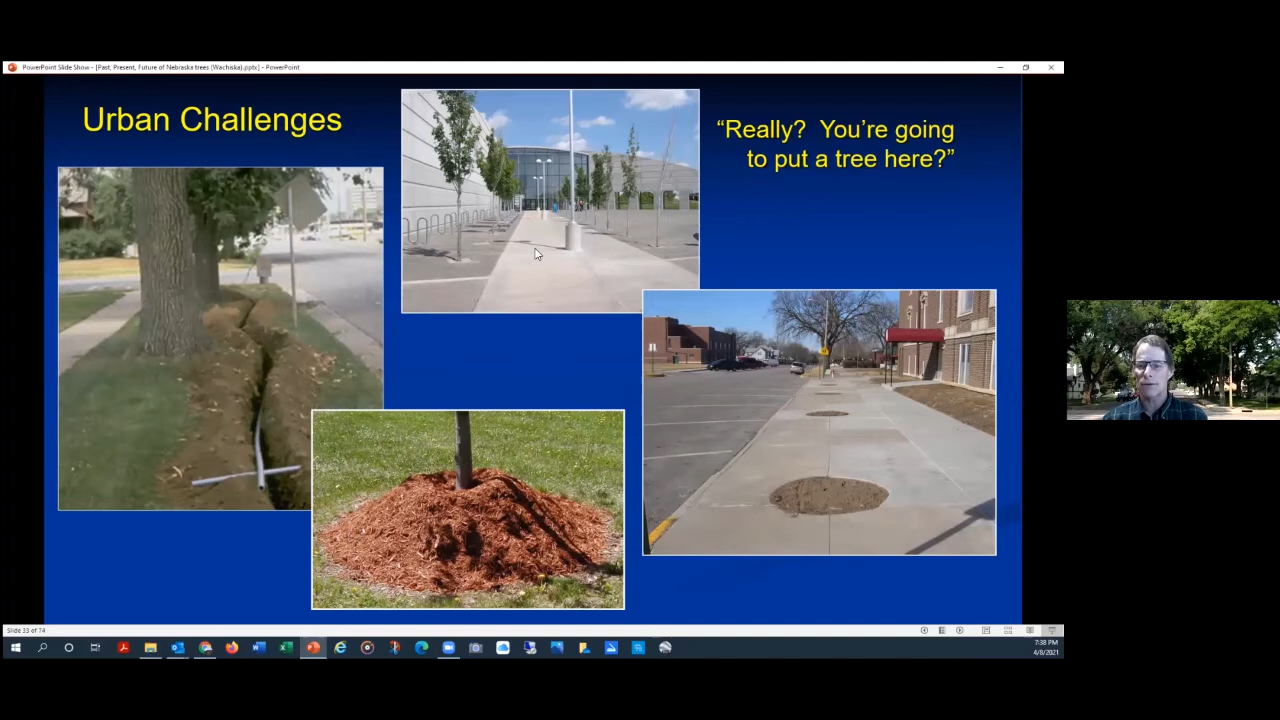 PowerPoint Slide Show - [Past, Present, Future of Nebraska trees (Wachiska).pptx] - PowerPoint
Urban Challenges
“Really? You’re going
to put a tree here?”
Slide 33 of 74
7:38 PM
4/8/2021